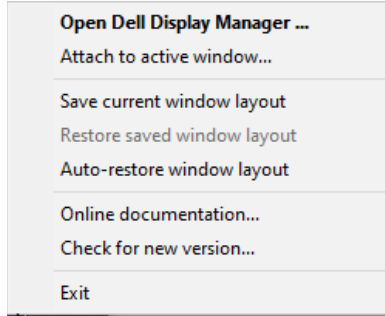 Open Dell Display Manager ...
Attach to active window...
Save current window layout
Restore saved window layout
Auto-restore window layout
Online documentation...
Check for new version...
Exit